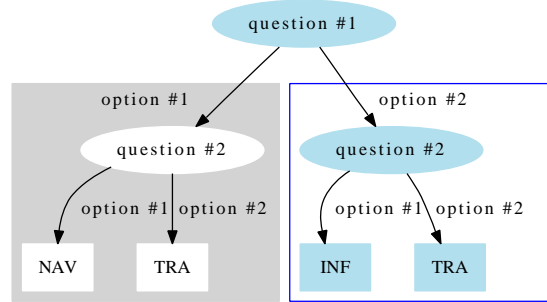 question #1
option #1
option #2
question #2
question #2
option #1
option #2
option #1
option #2
NAV
TRA
INF
TRA